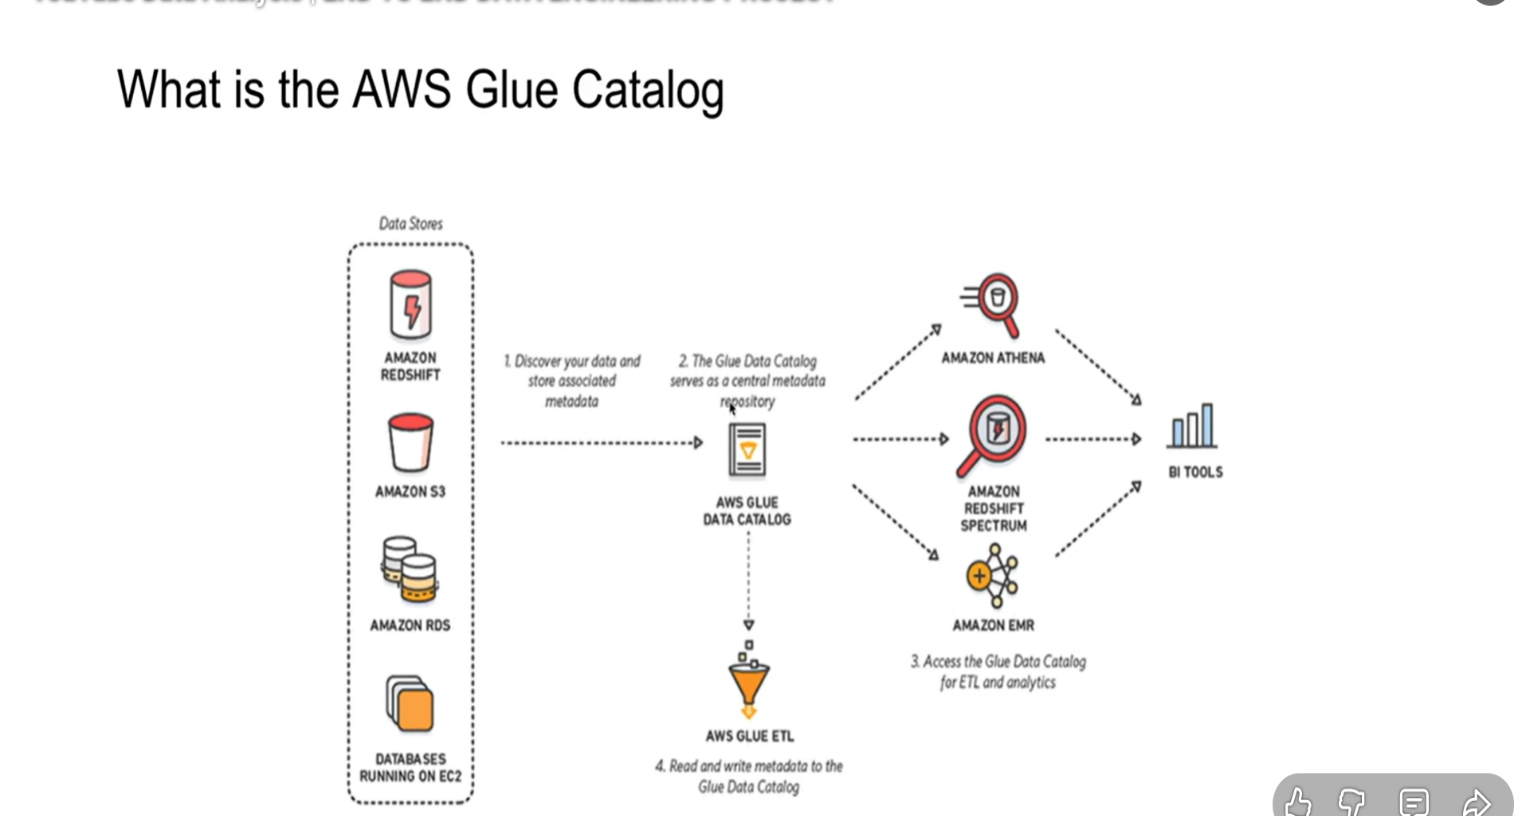 What is the AWS Glue Catalog
Data Stores
AMAZON
REDSHIFT
AMAZON S3
AMAZON RDS
DATABASES
RUNNING ON EC2
1. Discover your data and
store associated
metadata
2. The Glue Data Catalog
serves as a central metadata
repository
AWS GLUE
DATA CATALOG
AWS GLUE ETL
4. Read and write metadata to the
Glue Data Catalog
AMAZON ATHENA
AMAZON
REDSHIFT
SPECTRUM
AMAZON EMR
3. Access the Glue Data Catalog
for ETL and analytics
BI TOOLS